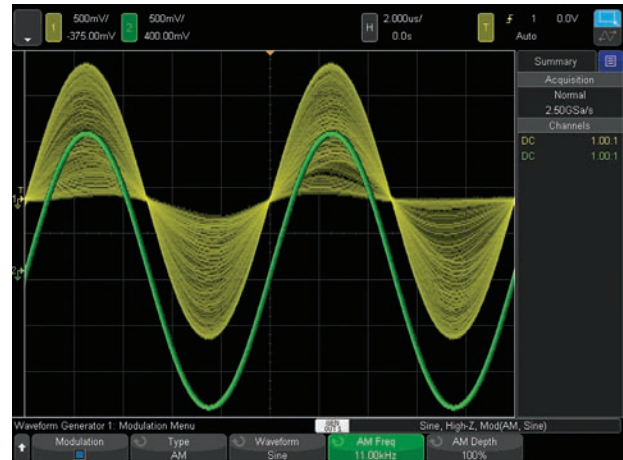 1 500mV/ 2 500mV/ H 2.000us/ T 1 0.0V
-375.00mV 400.00mV 0.0s Auto
Summary
Acquisition
Normal
2.50GSa/s
Channels
DC 1.00:1
DC 1.00:1
T
1
2
Waveform Generator 1: Modulation Menu Sine, High-Z, Mod(AM, Sine)
Modulation Type Waveform AM Freq AM Depth
AM Sine 11.00kHz 100%